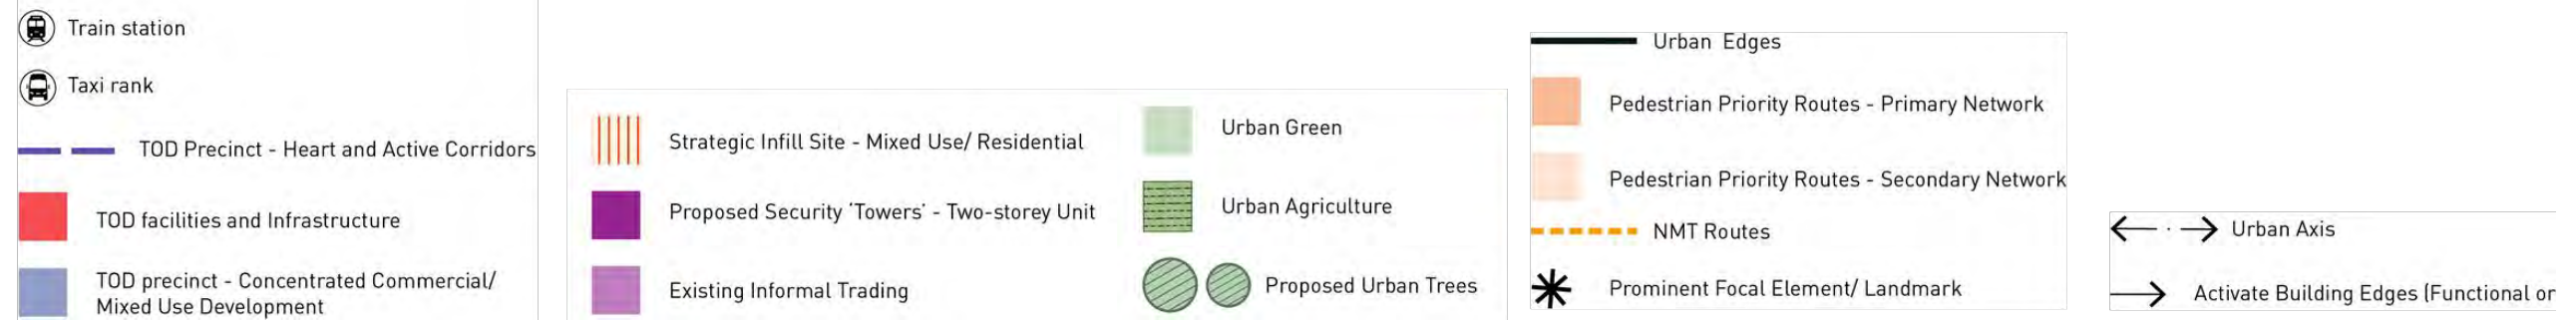 Train station
Taxi rank
TOD Precinct - Heart and Active Corridors
TOD facilities and Infrastructure
TOD precinct - Concentrated Commercial/
Mixed Use Development
Strategic Infill Site - Mixed Use/ Residential
Proposed Security ‘Towers’ - Two-storey Unit
Existing Informal Trading
Urban Green
Urban Agriculture
Proposed Urban Trees
Urban Edges
Pedestrian Priority Routes - Primary Network
Pedestrian Priority Routes - Secondary Network
NMT Routes
Prominent Focal Element/ Landmark
Urban Axis
Activate Building Edges (Functional or